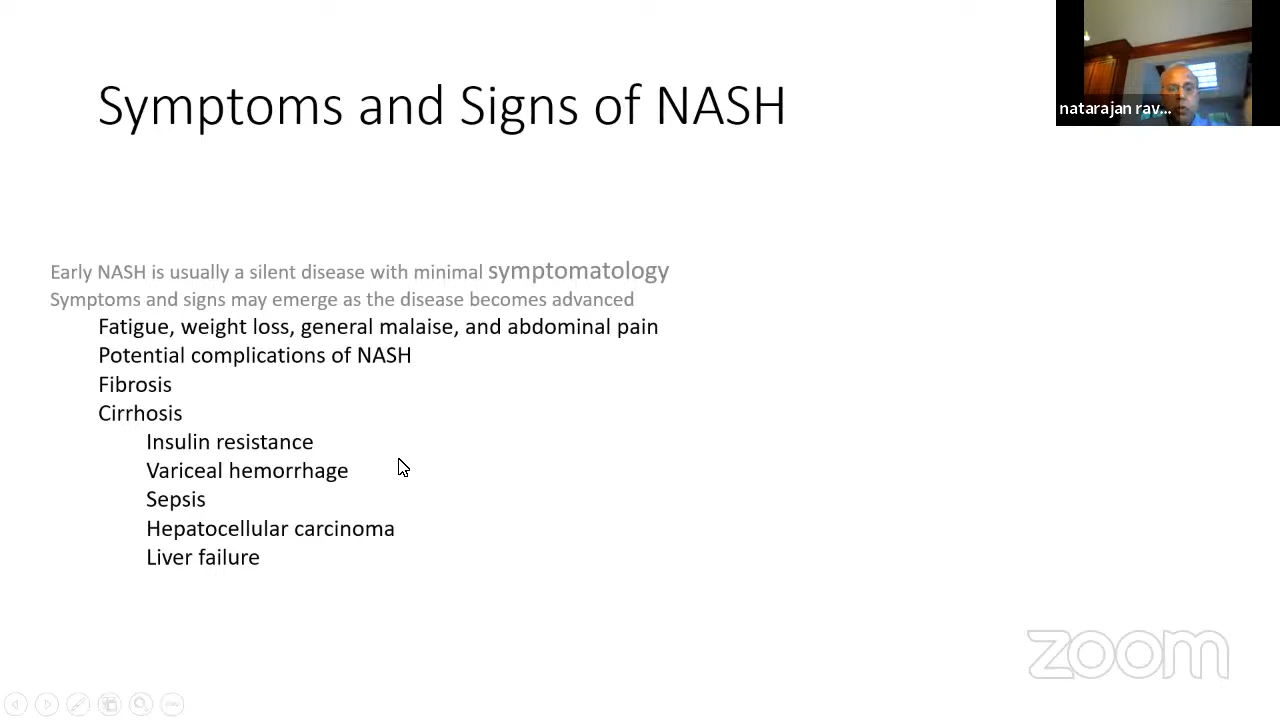 Symptoms and Signs of NASH
natarajan rav...
Early NASH is usually a silent disease with minimal symptomatology
Symptoms and signs may emerge as the disease becomes advanced
Fatigue, weight loss, general malaise, and abdominal pain
Potential complications of NASH
Fibrosis
Cirrhosis
Insulin resistance
Variceal hemorrhage
Sepsis
Hepatocellular carcinoma
Liver failure
zoom